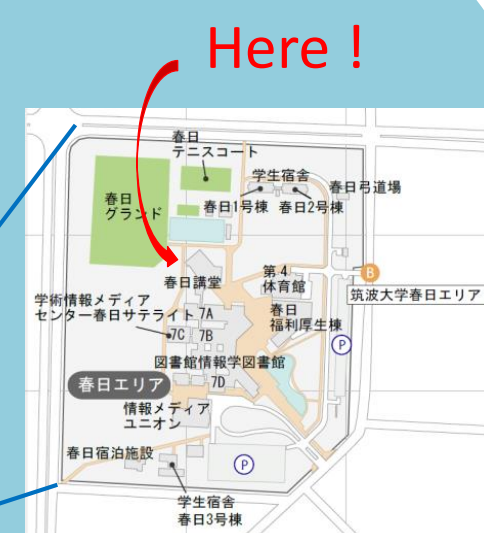 Here !
春日
テニスコート
学生宿舎
春日弓道場
春日1号棟 春日2号棟
春日
グランド
春日講堂
第4
体育館
B
筑波大学春日エリア
学術情報メディア
センター春日サテライト 7A
7C 7B
春日
福利厚生棟
P
図書館情報学図書館
春日エリア
7D
情報メディア
ユニオン
春日宿泊施設
P
学生宿舎
春日3号棟